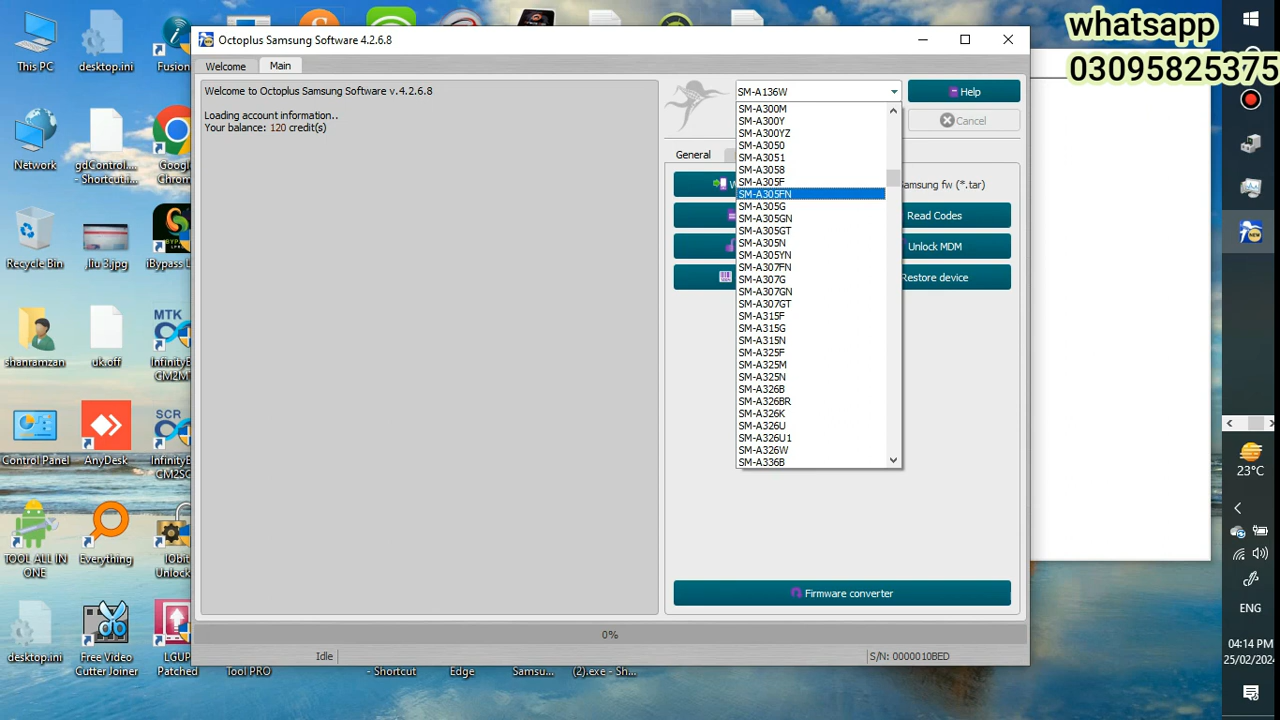 whatsapp
03095825375
This PC
desktop.ini
Fusion
Network
gdControl....
- Shortcut.i...
Google
Chrom
Recycle Bin
Jliu 3.jpg
iBypass L
shanramzan
uk.off
MTK
InfinityB
CM2M
Control Panel
AnyDesk
SCR
InfinityB
CM2SC
TOOL ALL IN
ONE
Everything
IObit
Unlock
desktop.ini
Free Video
Cutter Joiner
LGUP
Patched
Tool PRO
- Shortcut
Edge
Samsu...
(2).exe - Sh...
Octoplus Samsung Software 4.2.6.8
Welcome
Main
Welcome to Octoplus Samsung Software v.4.2.6.8
Loading account information..
Your balance: 120 credit(s)
SM-A136W
Help
Cancel
General
SM-A300M
SM-A300Y
SM-A300YZ
SM-A3050
SM-A3051
SM-A3058
SM-A305F
SM-A305FN
SM-A305G
SM-A305GN
SM-A305GT
SM-A305N
SM-A305YN
SM-A307FN
SM-A307G
SM-A307GN
SM-A307GT
SM-A315F
SM-A315G
SM-A315N
SM-A325F
SM-A325M
SM-A325N
SM-A326B
SM-A326BR
SM-A326K
SM-A326U
SM-A326U1
SM-A326W
SM-A336B
amsung fw (*.tar)
Read Codes
Unlock MDM
Restore device
Firmware converter
0%
Idle
S/N: 0000010BED
NEW
23°C
ENG
04:14 PM
25/02/202